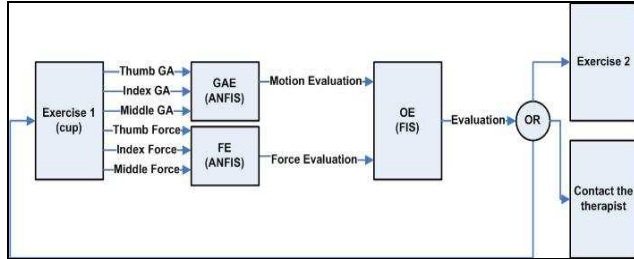 Exercise 1
(cup)
Thumb GA
Index GA
Middle GA
Thumb Force
Index Force
Middle Force
GAE
(ANFIS)
FE
(ANFIS)
Motion Evaluation
Force Evaluation
OE
(FIS)
Evaluation
OR
Exercise 2
Contact the
therapist